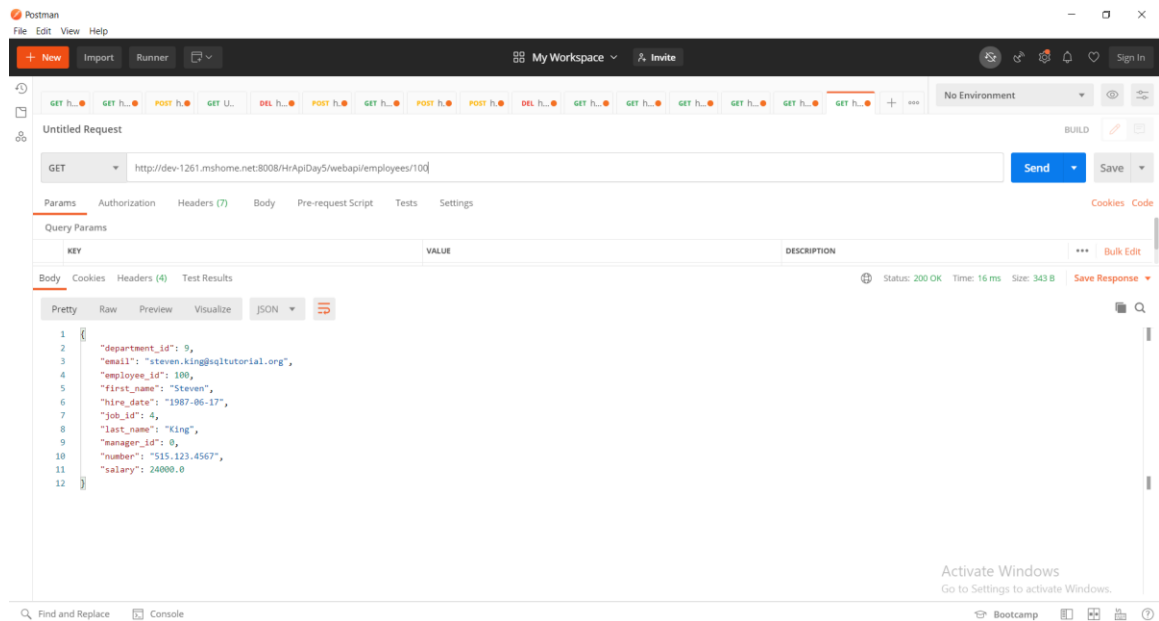 Postman
File Edit View Help
+ New Import Runner My Workspace Invite Sign In
GET h... GET h... POST h. GET U.. DEL h... POST h. GET h... POST h. POST h. DEL h... GET h... GET h... GET h... GET h... GET h... GET h... + ooo No Environment
Untitled Request BUILD
GET http://dev-1261.mshome.net:8008/HrApiDay5/webapi/employees/100 Send Save
Params Authorization Headers (7) Body Pre-request Script Tests Settings Cookies Code
Query Params
KEY VALUE DESCRIPTION ••• Bulk Edit
Body Cookies Headers (4) Test Results Status: 200 OK Time: 16 ms Size: 343 B Save Response
Pretty Raw Preview Visualize JSON
1 {
2 "department_id": 9,
3 "email": "steven.king@sqltutorial.org",
4 "employee_id": 100,
5 "first_name": "Steven",
6 "hire_date": "1987-06-17",
7 "job_id": 4,
8 "last_name": "King",
9 "manager_id": 0,
10 "number": "515.123.4567",
11 "salary": 24000.0
12 }
Activate Windows
Go to Settings to activate Windows.
Find and Replace Console Bootcamp